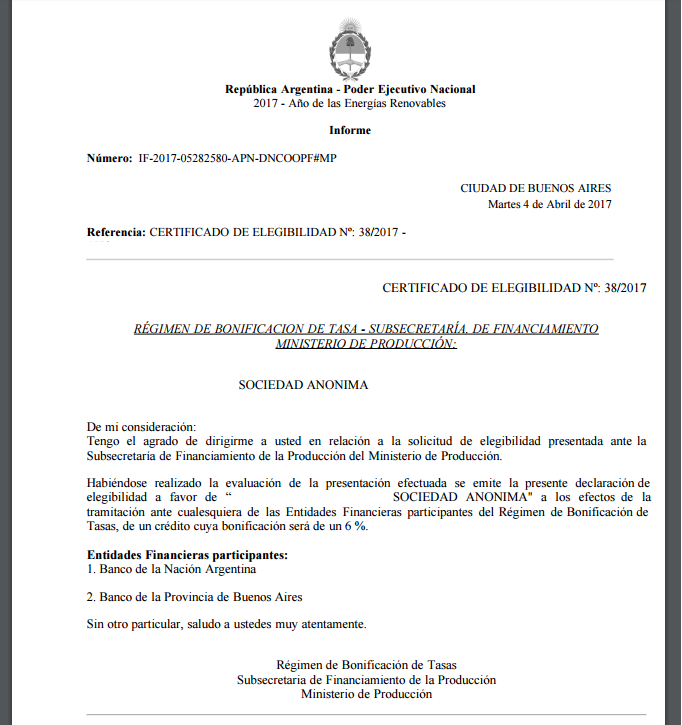 República Argentina - Poder Ejecutivo Nacional
2017 - Año de las Energías Renovables
Informe
Número: IF-2017-05282580-APN-DNCOOPF#MP
CIUDAD DE BUENOS AIRES
Martes 4 de Abril de 2017
Referencia: CERTIFICADO DE ELEGIBILIDAD Nº: 38/2017 -
CERTIFICADO DE ELEGIBILIDAD Nº: 38/2017
RÉGIMEN DE BONIFICACION DE TASA - SUBSECRETARÍA. DE FINANCIAMIENTO
MINISTERIO DE PRODUCCIÓN:
SOCIEDAD ANONIMA
De mi consideración:
Tengo el agrado de dirigirme a usted en relación a la solicitud de elegibilidad presentada ante la
Subsecretaría de Financiamiento de la Producción del Ministerio de Producción.
Habiéndose realizado la evaluación de la presentación efectuada se emite la presente declaración de
elegibilidad a favor de “ SOCIEDAD ANONIMA" a los efectos de la
tramitación ante cualesquiera de las Entidades Financieras participantes del Régimen de Bonificación de
Tasas, de un crédito cuya bonificación será de un 6 %.
Entidades Financieras participantes:
1. Banco de la Nación Argentina
2. Banco de la Provincia de Buenos Aires
Sin otro particular, saludo a ustedes muy atentamente.
Régimen de Bonificación de Tasas
Subsecretaria de Financiamiento de la Producción
Ministerio de Producción